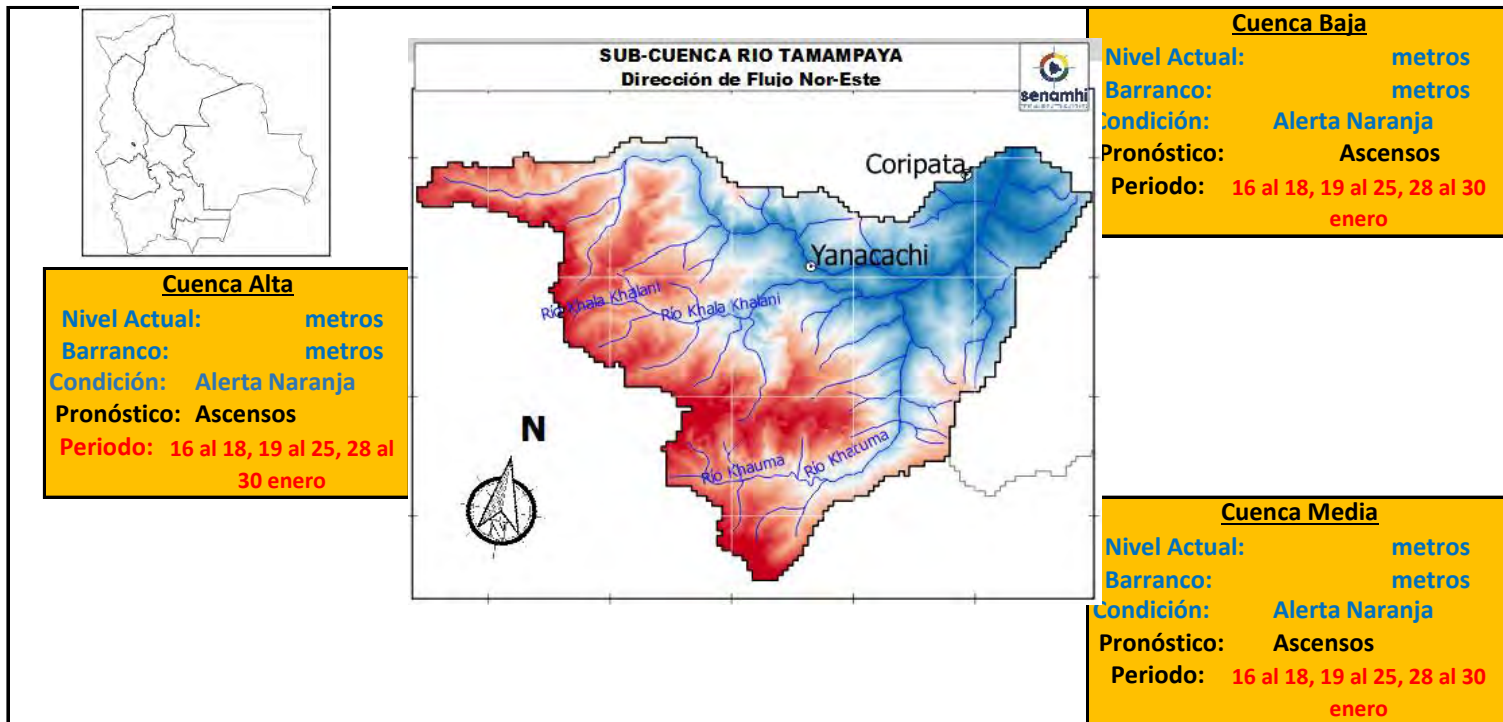 SUB-CUENCA RIO TAMAMPAYA
Dirección de Flujo Nor-Este
senamhi
Coripata
Yanacachi
Río Khala Khalani
Río Khala Khalani
Río Khauma
Río Khatuma
N
Cuenca Alta
Nivel Actual: metros
Barranco: metros
Condición: Alerta Naranja
Pronóstico: Ascensos
Periodo: 16 al 18, 19 al 25, 28 al
30 enero
Cuenca Baja
Nivel Actual: metros
Barranco: metros
Condición: Alerta Naranja
Pronóstico: Ascensos
Periodo: 16 al 18, 19 al 25, 28 al 30
enero
Cuenca Media
Nivel Actual: metros
Barranco: metros
Condición: Alerta Naranja
Pronóstico: Ascensos
Periodo: 16 al 18, 19 al 25, 28 al 30
enero